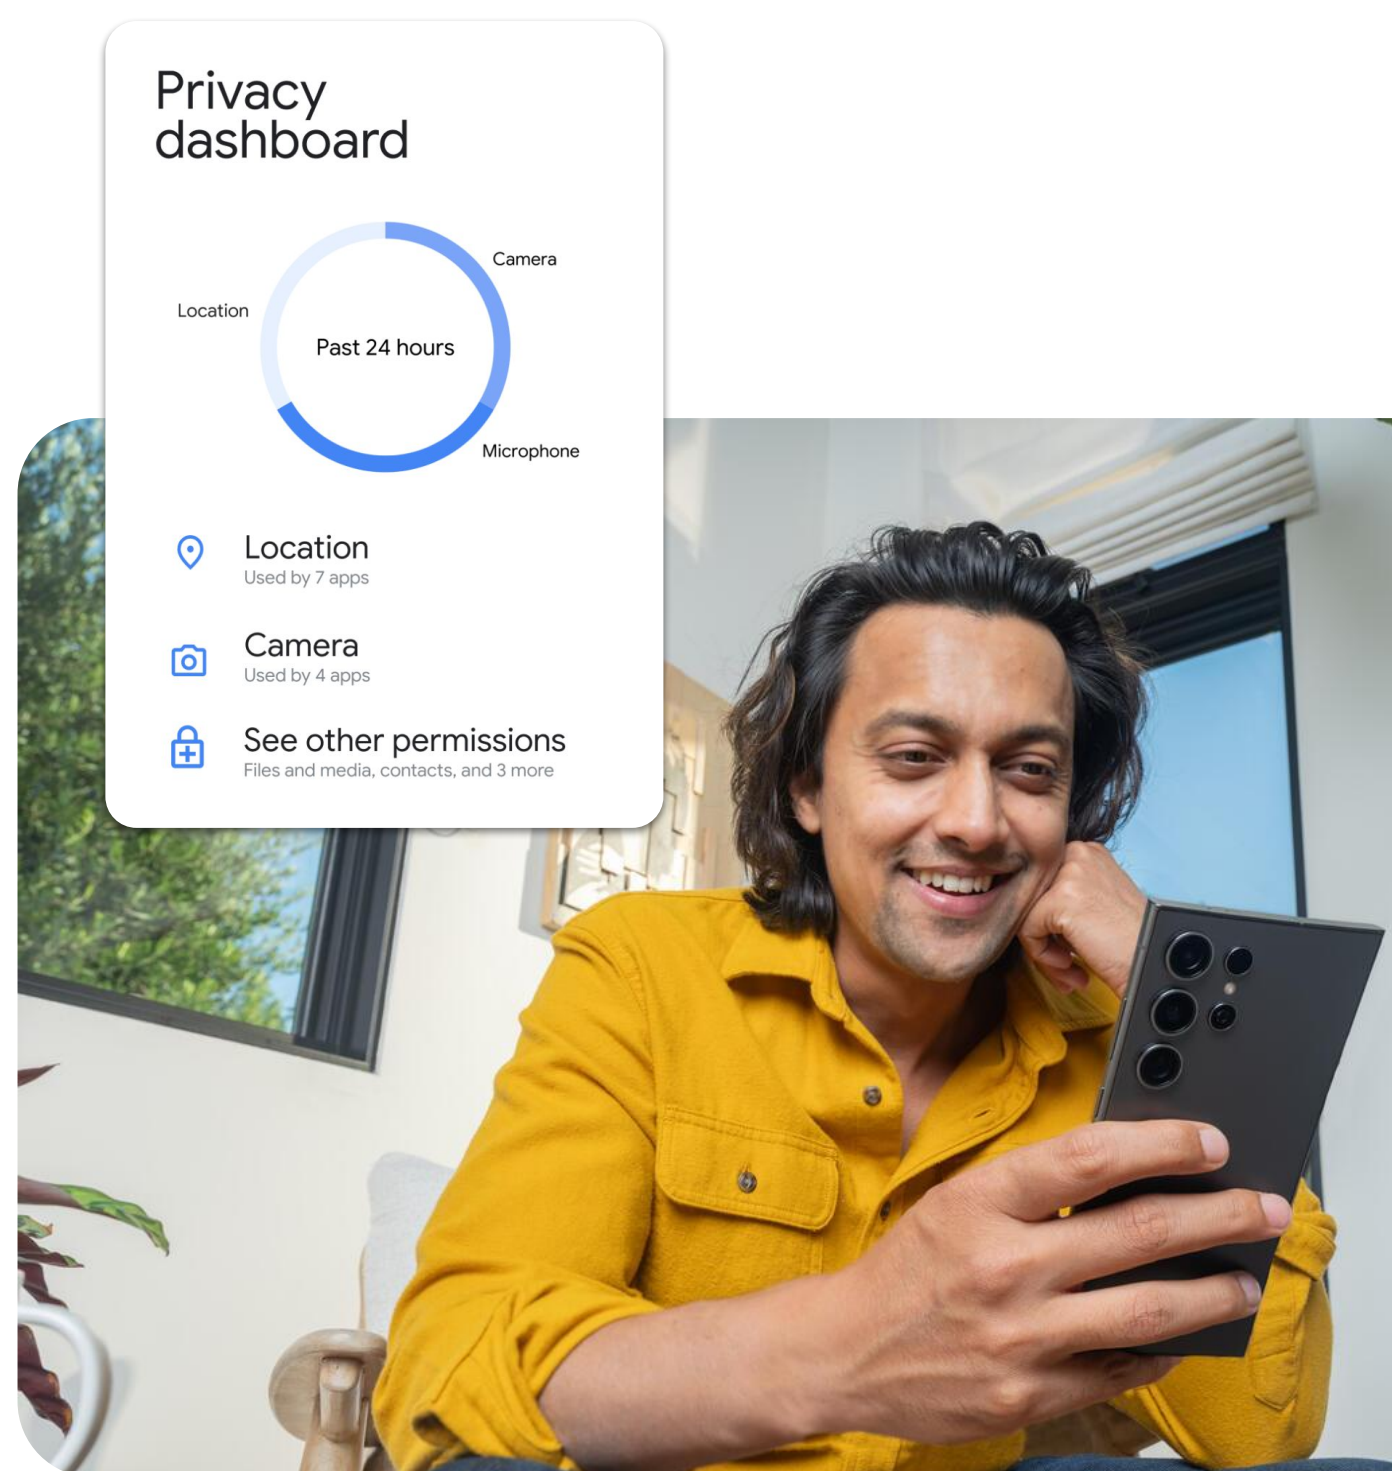 Privacy
dashboard
Camera
Location
Past 24 hours
Microphone
Location
Used by 7 apps
Camera
Used by 4 apps
See other permissions
Files and media, contacts, and 3 more